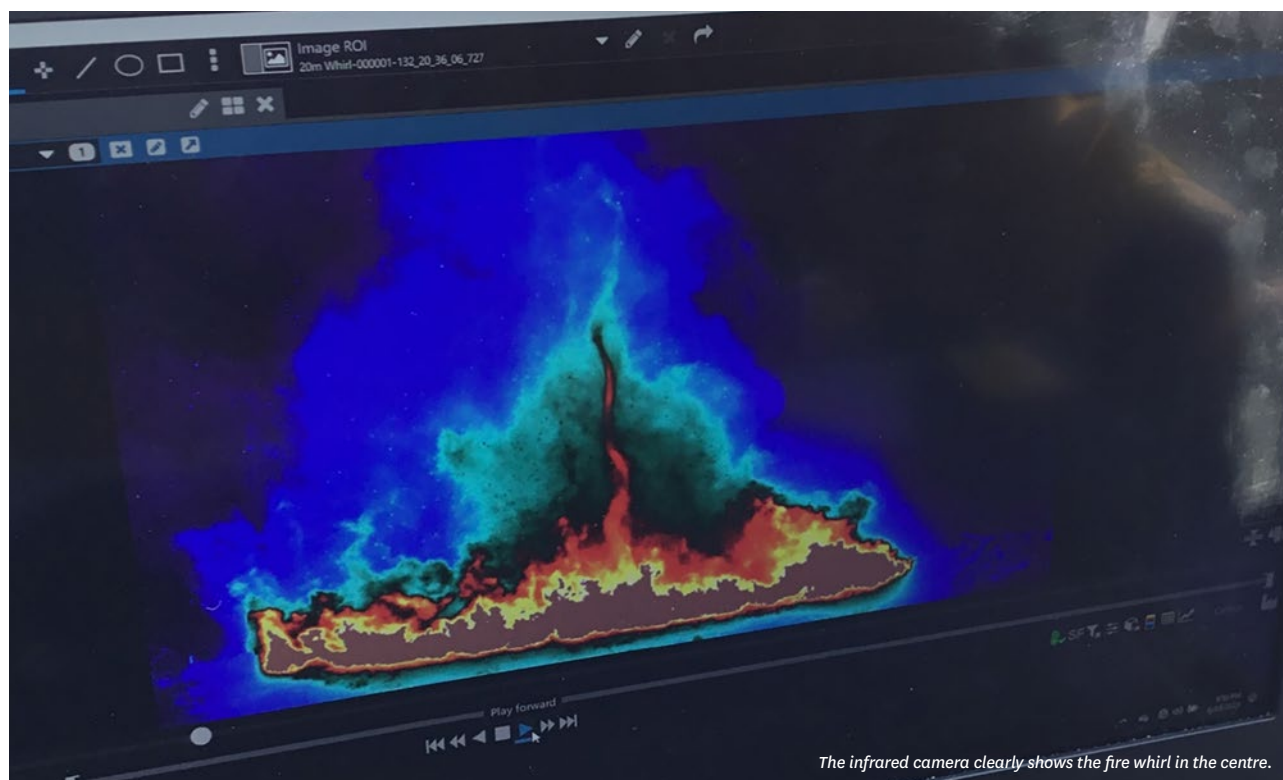 Image ROI
20m Whirl-000001-132_20_36_06_727
1
Play forward
The infrared camera clearly shows the fire whirl in the centre.